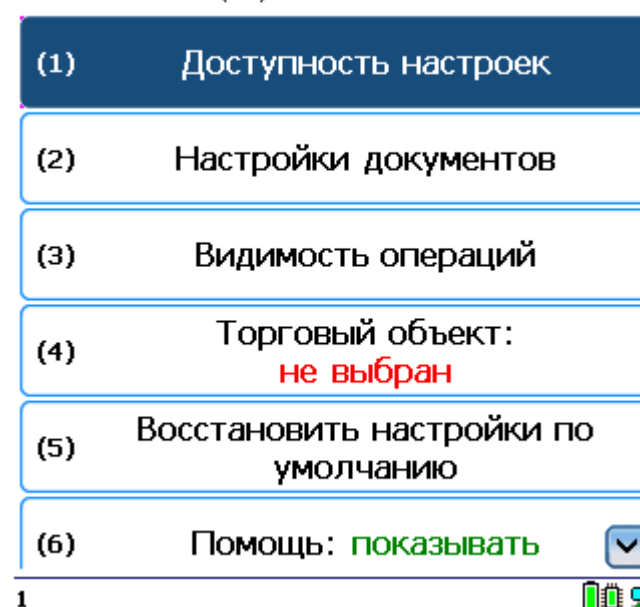 (1) Доступность настроек
(2) Настройки документов
(3) Видимость операций
(4) Торговый объект:
не выбран
(5) Восстановить настройки по
умолчанию
(6) Помощь: показывать
1